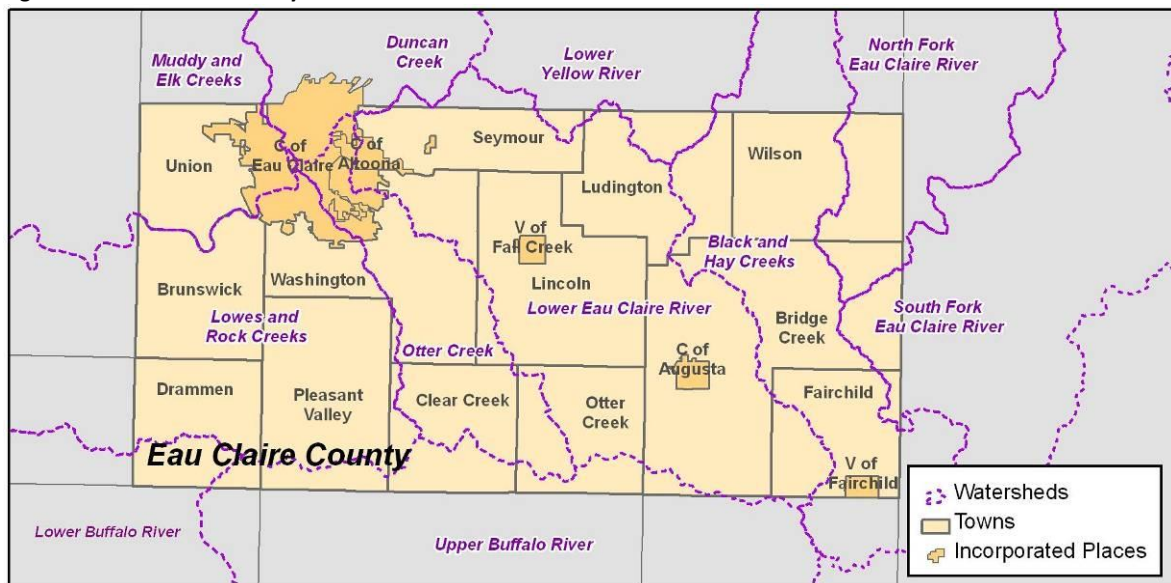 Muddy and
Elk Creeks
Duncan
Creek
Lower
Yellow River
North Fork
Eau Claire River
Union
C of
Eau Claire
C of
Altoona
Seymour
Ludington
Wilson
V of
Fall Creek
Black and
Hay Creeks
Brunswick
Washington
Lincoln
Lowes and
Rock Creeks
Lower Eau Claire River
Otter Creek
South Fork
Eau Claire River
Bridge
Creek
C of
Augusta
Drammen
Pleasant
Valley
Clear Creek
Otter
Creek
Fairchild
Eau Claire County
V of
Fairchild
Lower Buffalo River
Upper Buffalo River
Watersheds
Towns
Incorporated Places